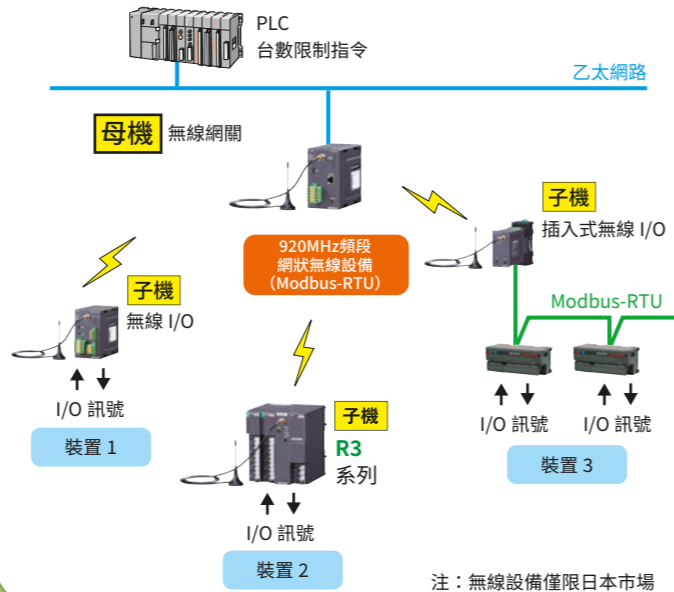 PLC
台數限制指令
乙太網路
母機 無線網關
子機
插入式無線 I/O
920MHz頻段
網狀無線設備
（Modbus-RTU）
子機
無線 I/O
Modbus-RTU
I/O 訊號
裝置 1
子機
R3
系列
I/O 訊號
裝置 2
I/O 訊號 I/O 訊號
裝置 3
注：無線設備僅限日本市場